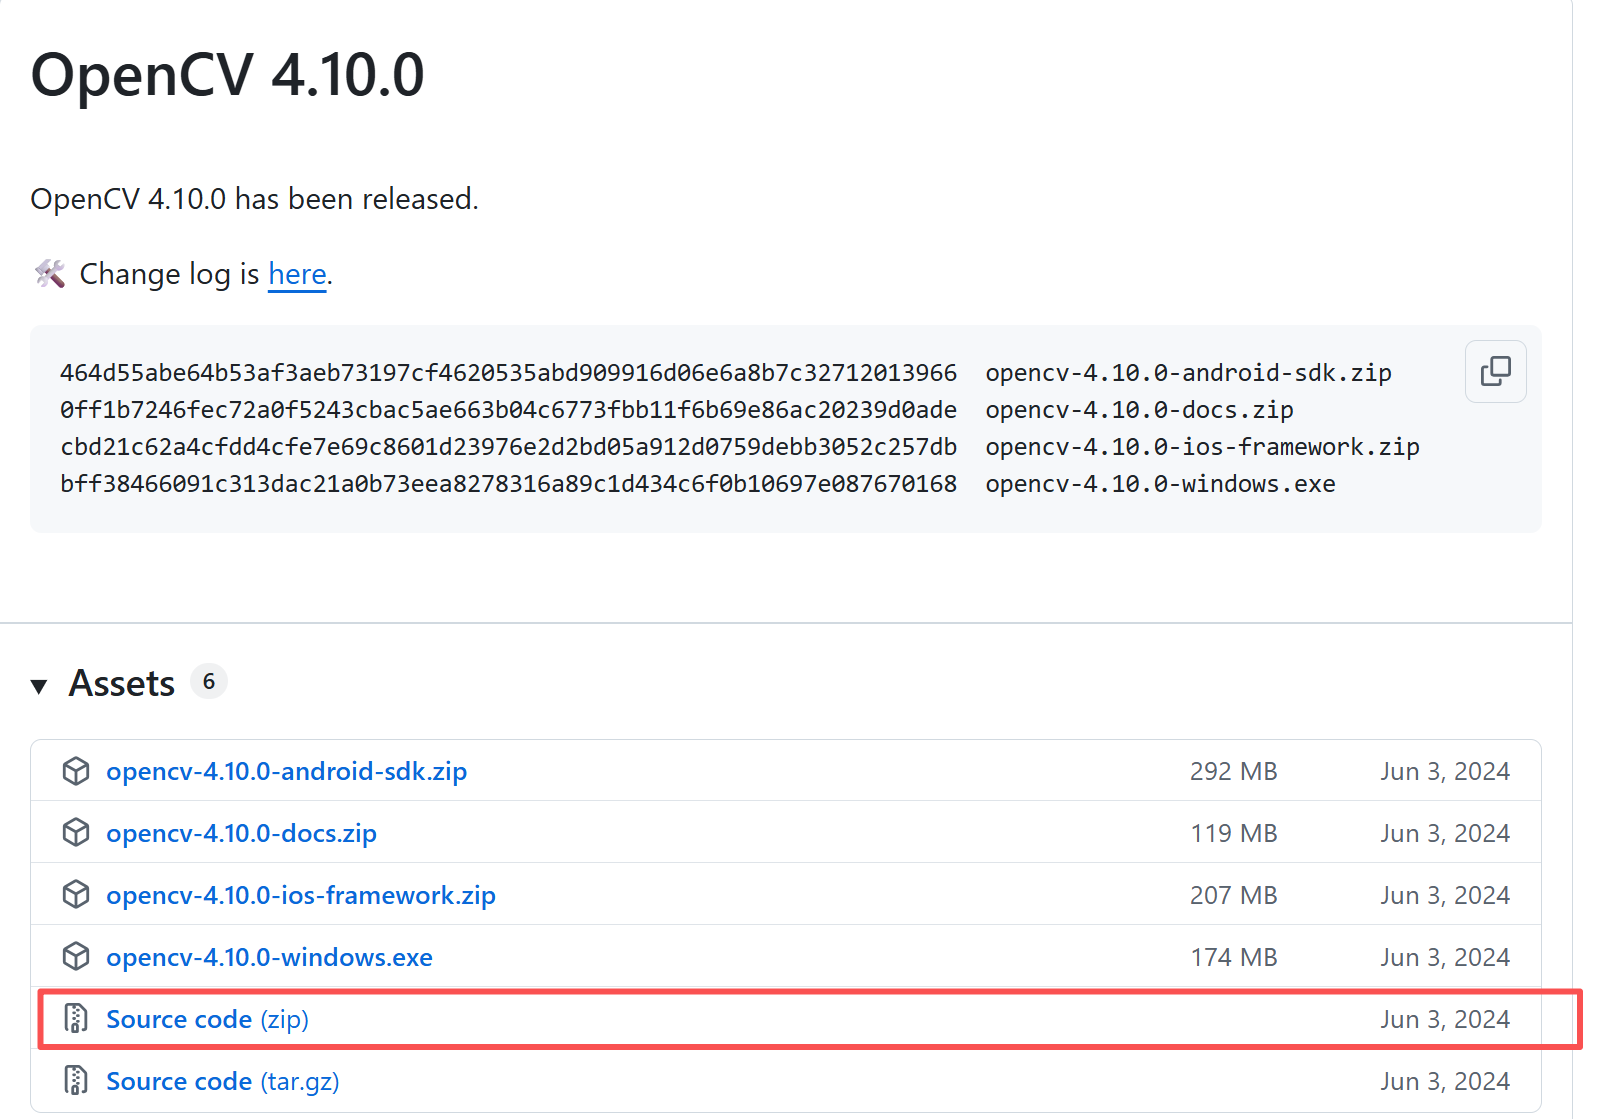 OpenCV 4.10.0
OpenCV 4.10.0 has been released.
🛠 Change log is here.
464d55abe64b53af3aeb73197cf4620535abd909916d06e6a8b7c32712013966 opencv-4.10.0-android-sdk.zip
0ff1b7246fec72a0f5243cbac5ae663b04c6773fbb11f6b69e86ac20239d0ade opencv-4.10.0-docs.zip
cbd21c62a4cfdd4cfe7e69c8601d23976e2d2bd05a912d0759debb3052c257db opencv-4.10.0-ios-framework.zip
bff38466091c313dac21a0b73eea8278316a89c1d434c6f0b10697e087670168 opencv-4.10.0-windows.exe
Assets 6
opencv-4.10.0-android-sdk.zip 292 MB Jun 3, 2024
opencv-4.10.0-docs.zip 119 MB Jun 3, 2024
opencv-4.10.0-ios-framework.zip 207 MB Jun 3, 2024
opencv-4.10.0-windows.exe 174 MB Jun 3, 2024
Source code (zip) Jun 3, 2024
Source code (tar.gz) Jun 3, 2024